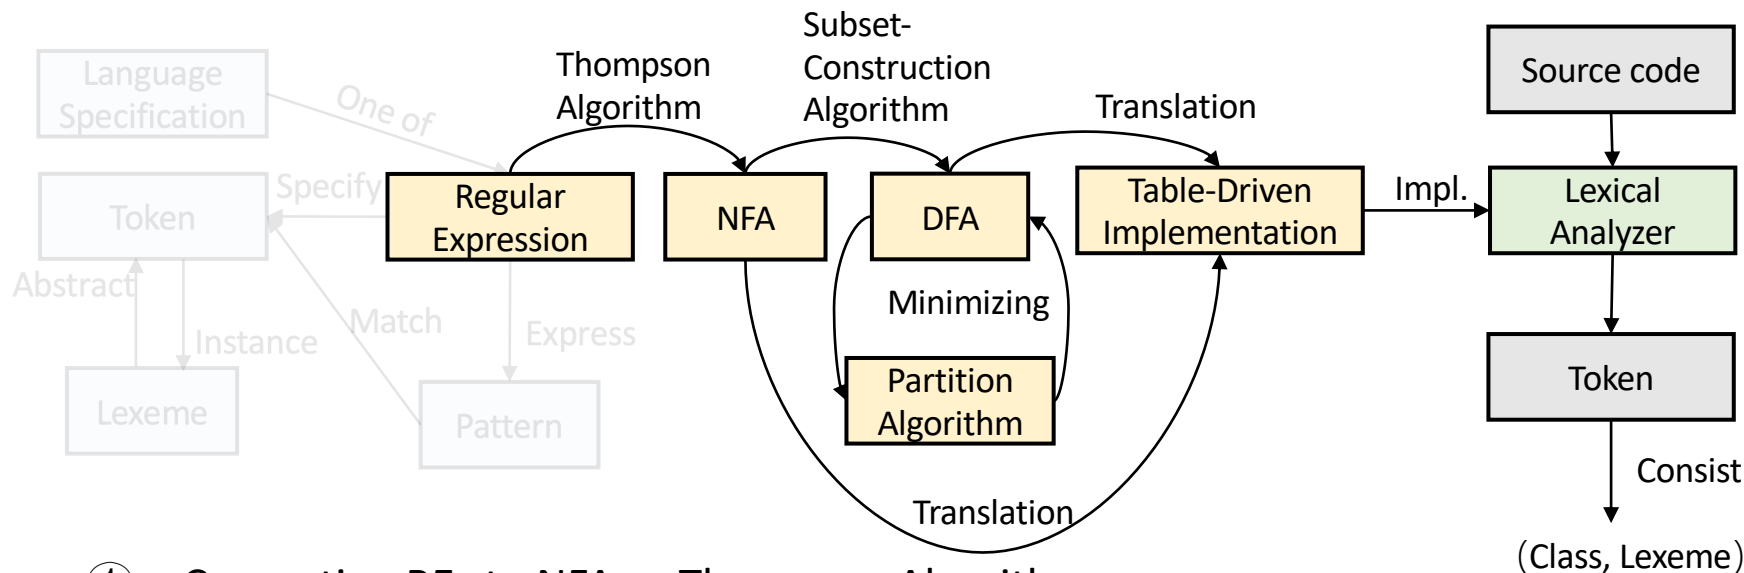 Language
Specification
One of
Thompson
Algorithm
Subset-
Construction
Algorithm
Translation
Source code
Token
Specify
Regular
Expression
NFA
DFA
Table-Driven
Implementation
Impl.
Lexical
Analyzer
Abstract
Instance
Match
Express
Minimizing
Lexeme
Pattern
Partition
Algorithm
Token
Translation
Consist
(Class, Lexeme)